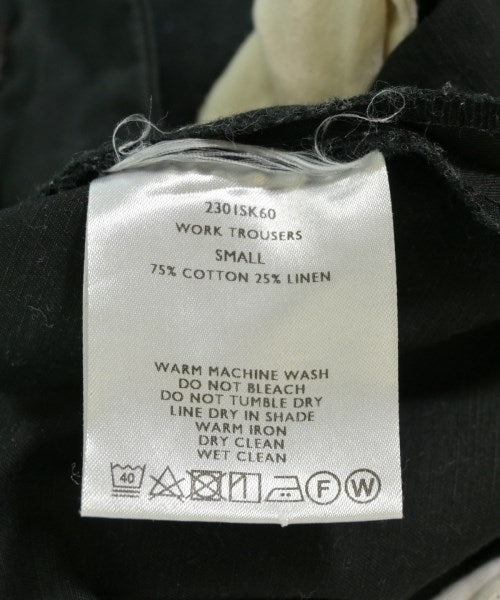 2301SK60
WORK TROUSERS
SMALL
75% COTTON 25% LINEN
WARM MACHINE WASH
DO NOT BLEACH
DO NOT TUMBLE DRY
LINE DRY IN SHADE
WARM IRON
DRY CLEAN
WET CLEAN
40 F W